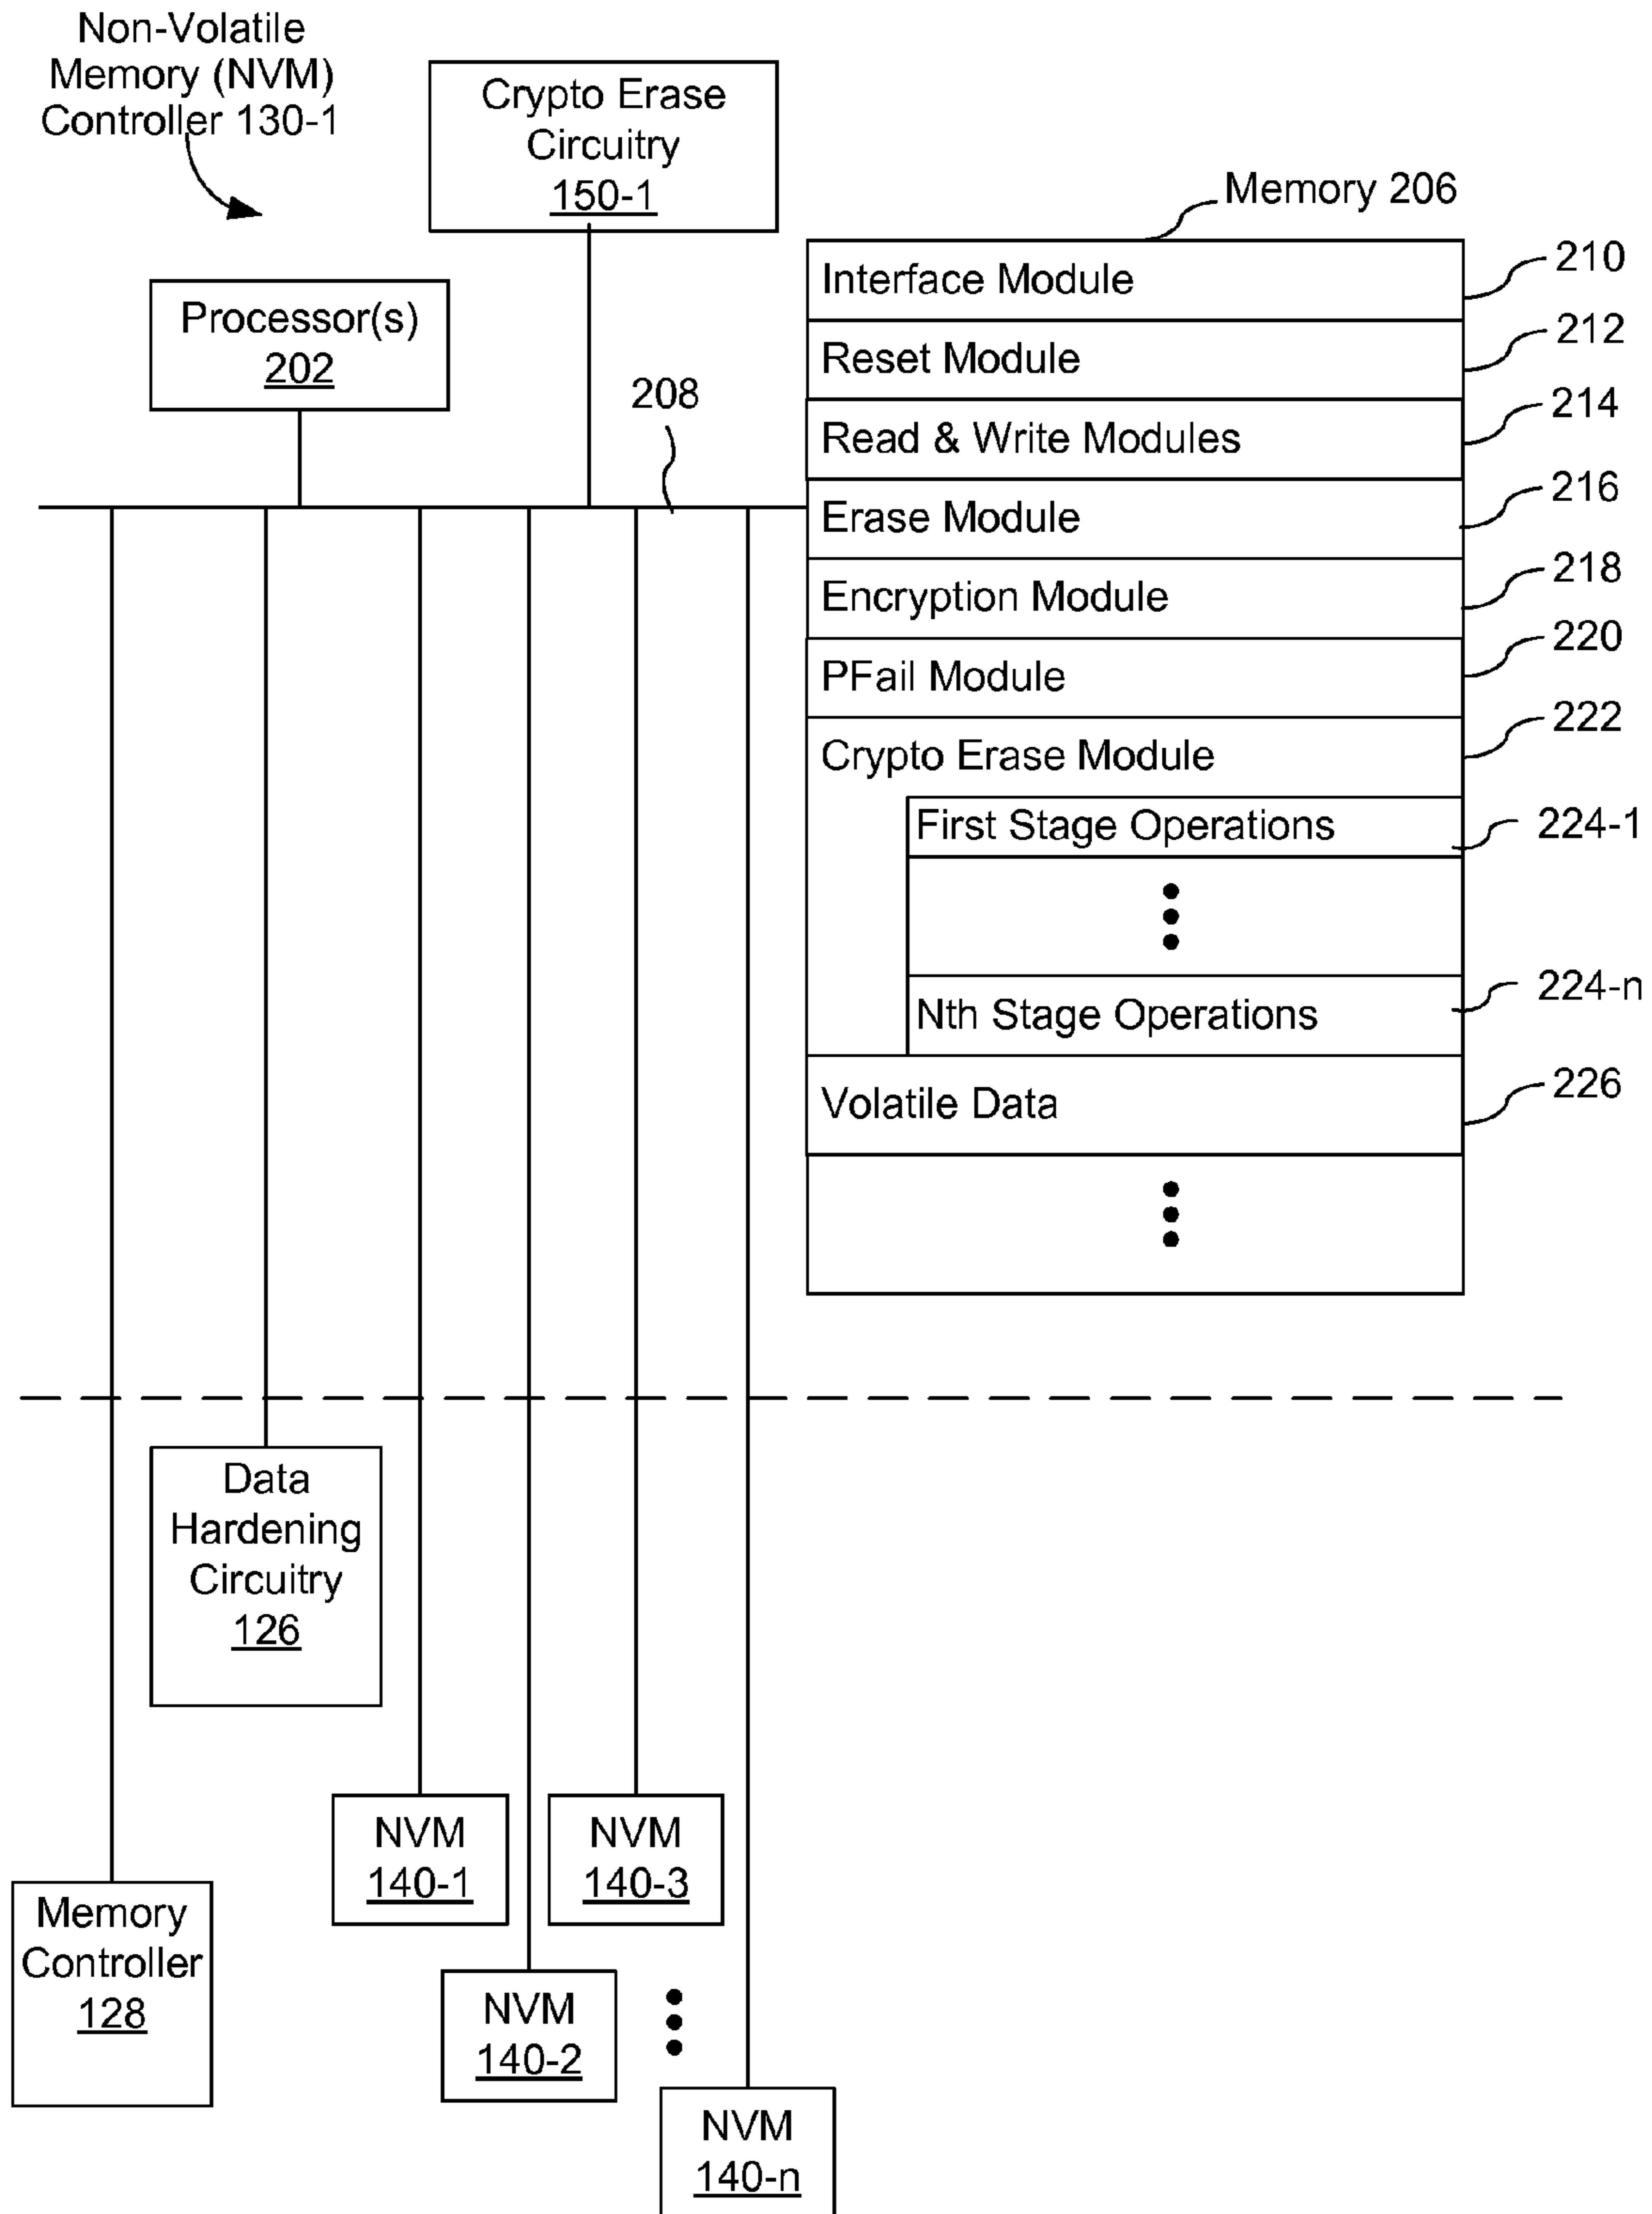 Non-Volatile
Memory (NVM)
Controller 130-1
Crypto Erase
Circuitry
150-1
Memory 206
Processor(s)
202
208
Interface Module
210
Reset Module
212
Read & Write Modules
214
Erase Module
216
Encryption Module
218
PFail Module
220
Crypto Erase Module
222
First Stage Operations
224-1
Nth Stage Operations
224-n
Volatile Data
226
Data
Hardening
Circuitry
126
NVM
140-1
NVM
140-3
Memory
Controller
128
NVM
140-2
NVM
140-n